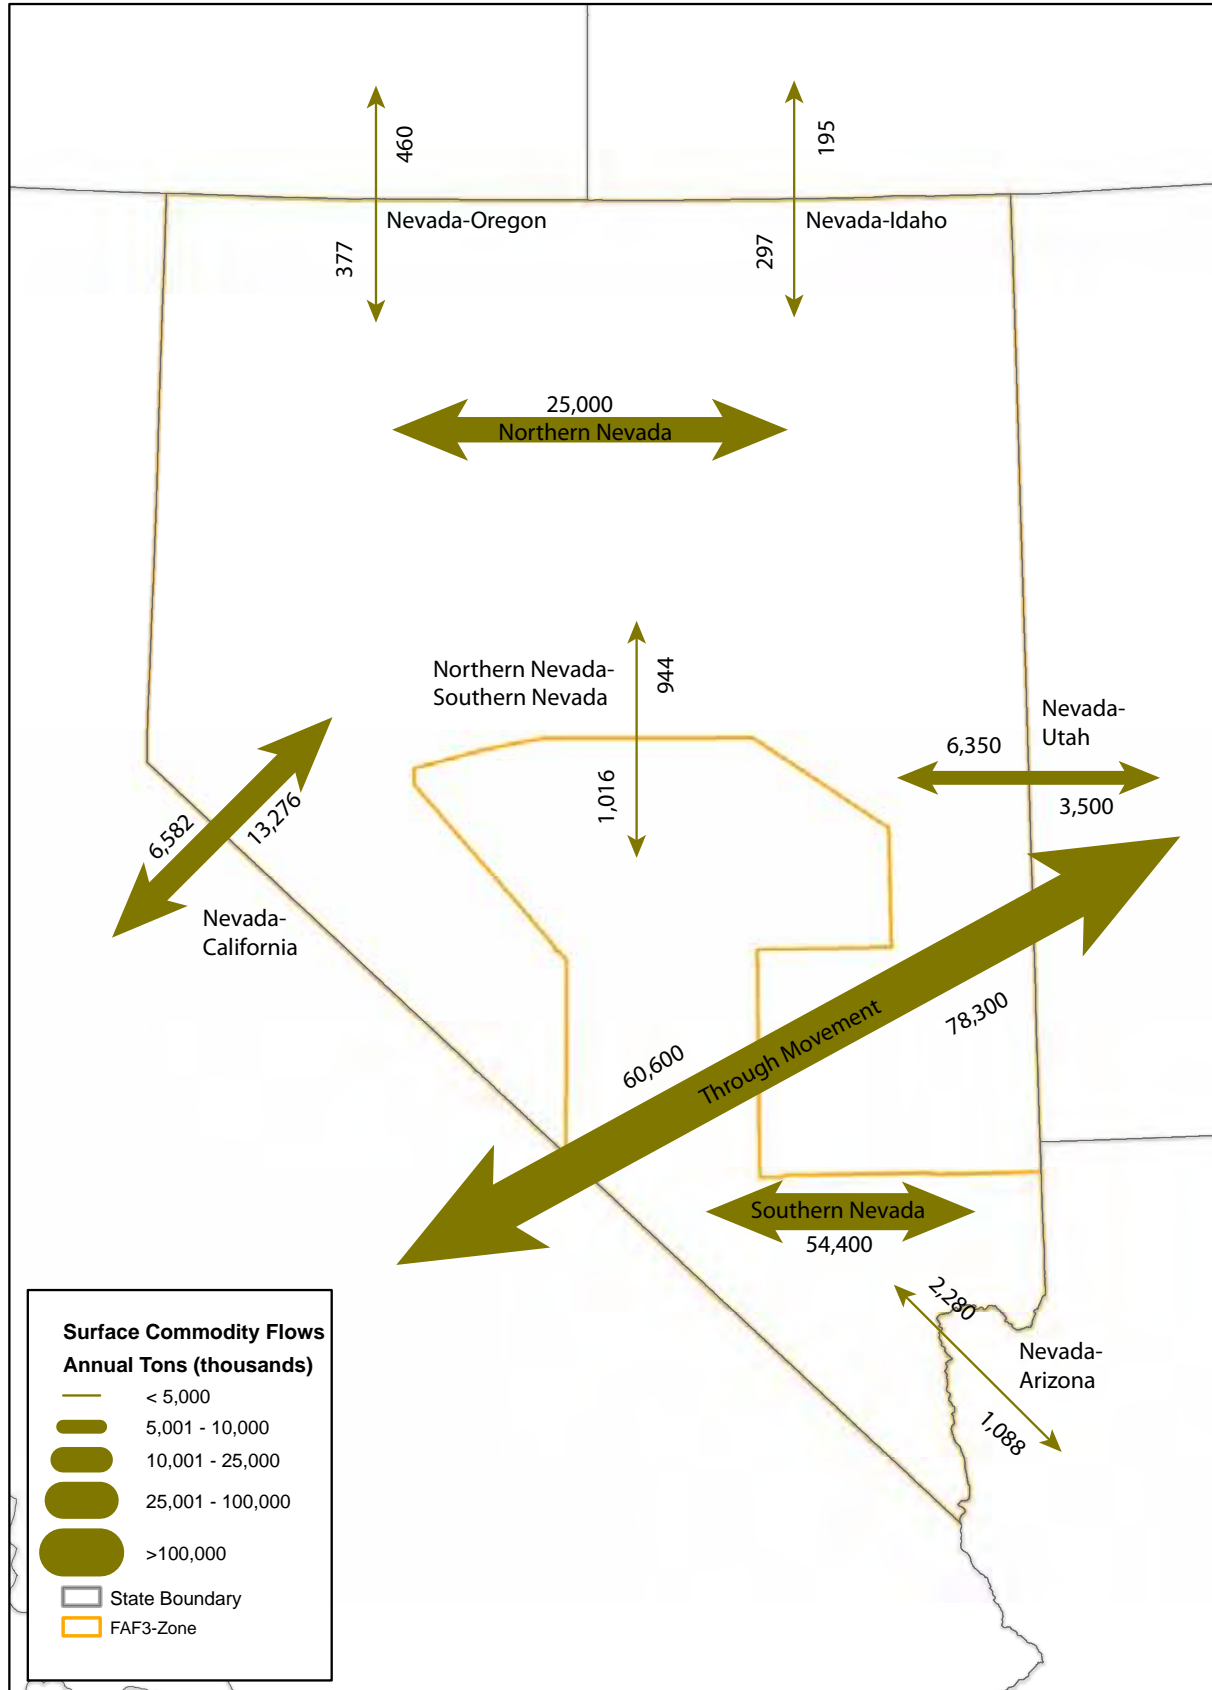 460
195
Nevada-Oregon
Nevada-Idaho
377
297
25,000
Northern Nevada
Northern Nevada-
Southern Nevada
944
1,016
Nevada-
Utah
6,350
3,500
6,582
13,276
Nevada-
California
60,600
Through Movement
78,300
Southern Nevada
54,400
2,280
1,088
Nevada-
Arizona
Surface Commodity Flows
Annual Tons (thousands)
< 5,000
5,001 - 10,000
10,001 - 25,000
25,001 - 100,000
>100,000
State Boundary
FAF3-Zone